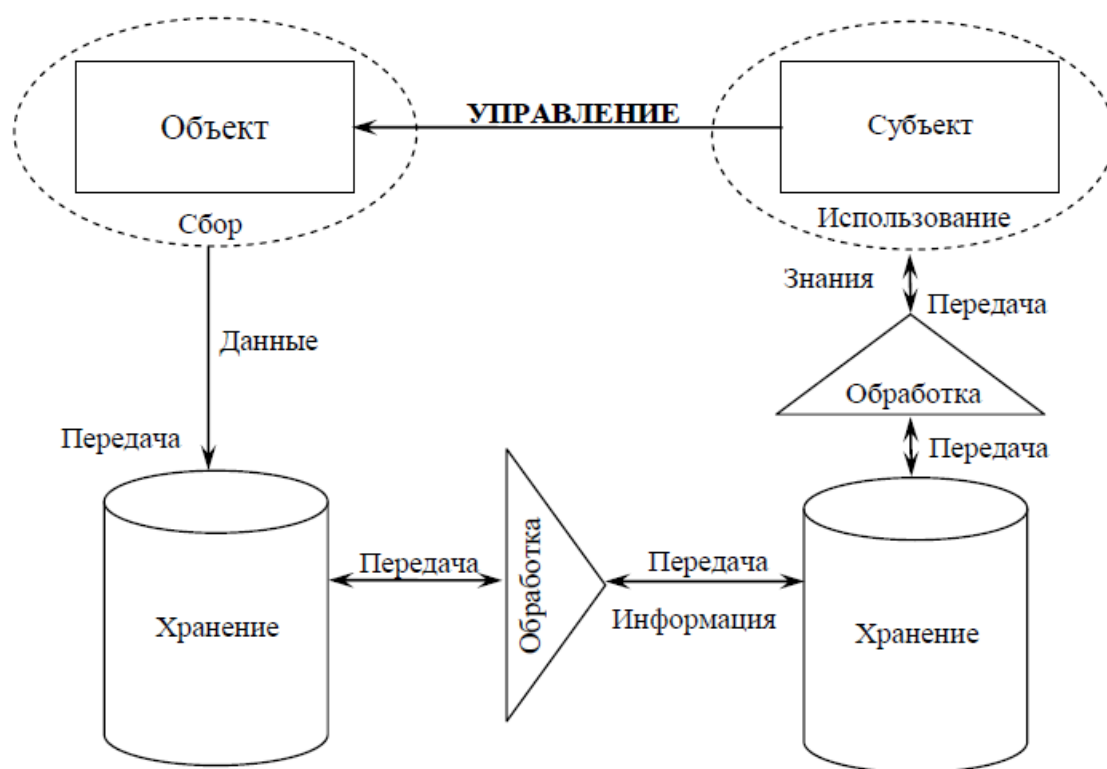 Объект
УПРАВЛЕНИЕ
Субъект
Сбор
Использование
Знания
Передача
Данные
Обработка
Передача
Передача
Передача
Обработка
Передача
Информация
Хранение
Хранение